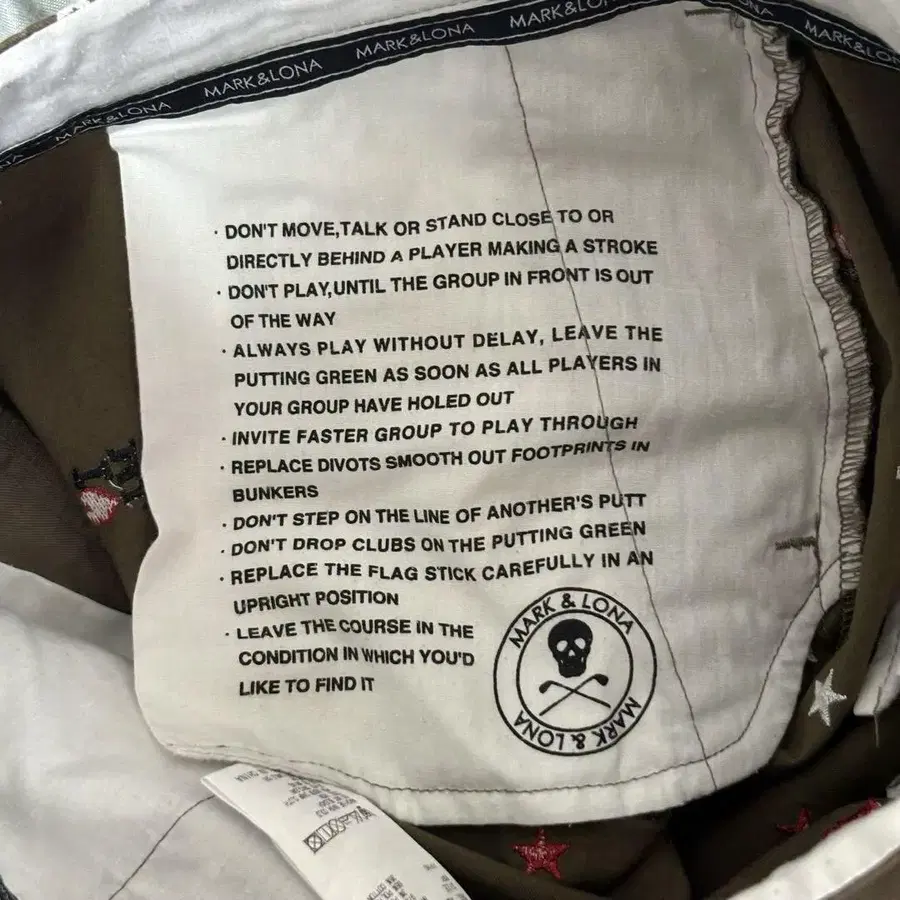 MARK&LONA MARK&LONA MARK&LONA MARK&LO MARK&LON
· DON'T MOVE,TALK OR STAND CLOSE TO OR
DIRECTLY BEHIND A PLAYER MAKING A STROKE
· DON'T PLAY,UNTIL THE GROUP IN FRONT IS OUT
OF THE WAY
· ALWAYS PLAY WITHOUT DELAY, LEAVE THE
PUTTING GREEN AS SOON AS ALL PLAYERS IN
YOUR GROUP HAVE HOLED OUT
· INVITE FASTER GROUP TO PLAY THROUGH
· REPLACE DIVOTS SMOOTH OUT FOOTPRINTS IN
BUNKERS
· DON'T STEP ON THE LINE OF ANOTHER'S PUTT
· DON'T DROP CLUBS ON THE PUTTING GREEN
· REPLACE THE FLAG STICK CAREFULLY IN AN
UPRIGHT POSITION
· LEAVE THE COURSE IN THE
CONDITION IN WHICH YOU'D
LIKE TO FIND IT
MARK & LONA
MARK & LONA